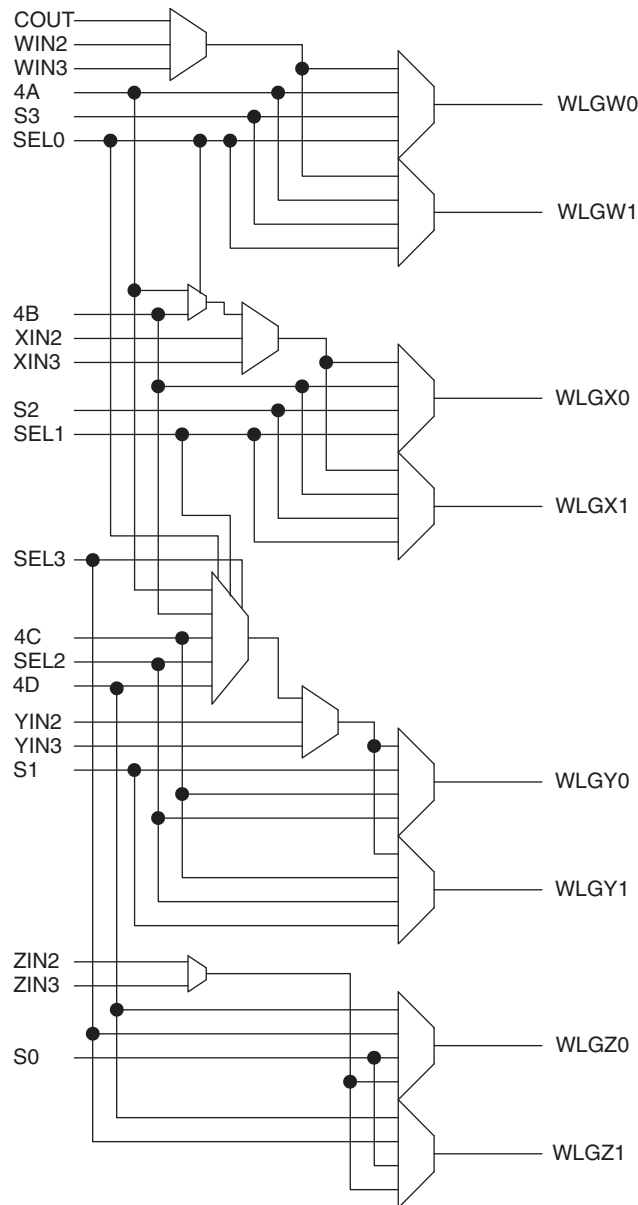 COUT
WIN2
WIN3
4A
S3
SEL0
WLGW0
WLGW1
4B
XIN2
XIN3
S2
SEL1
WLGX0
WLGX1
SEL3
4C
SEL2
4D
YIN2
YIN3
S1
WLGY0
WLGY1
ZIN2
ZIN3
S0
WLGZ0
WLGZ1